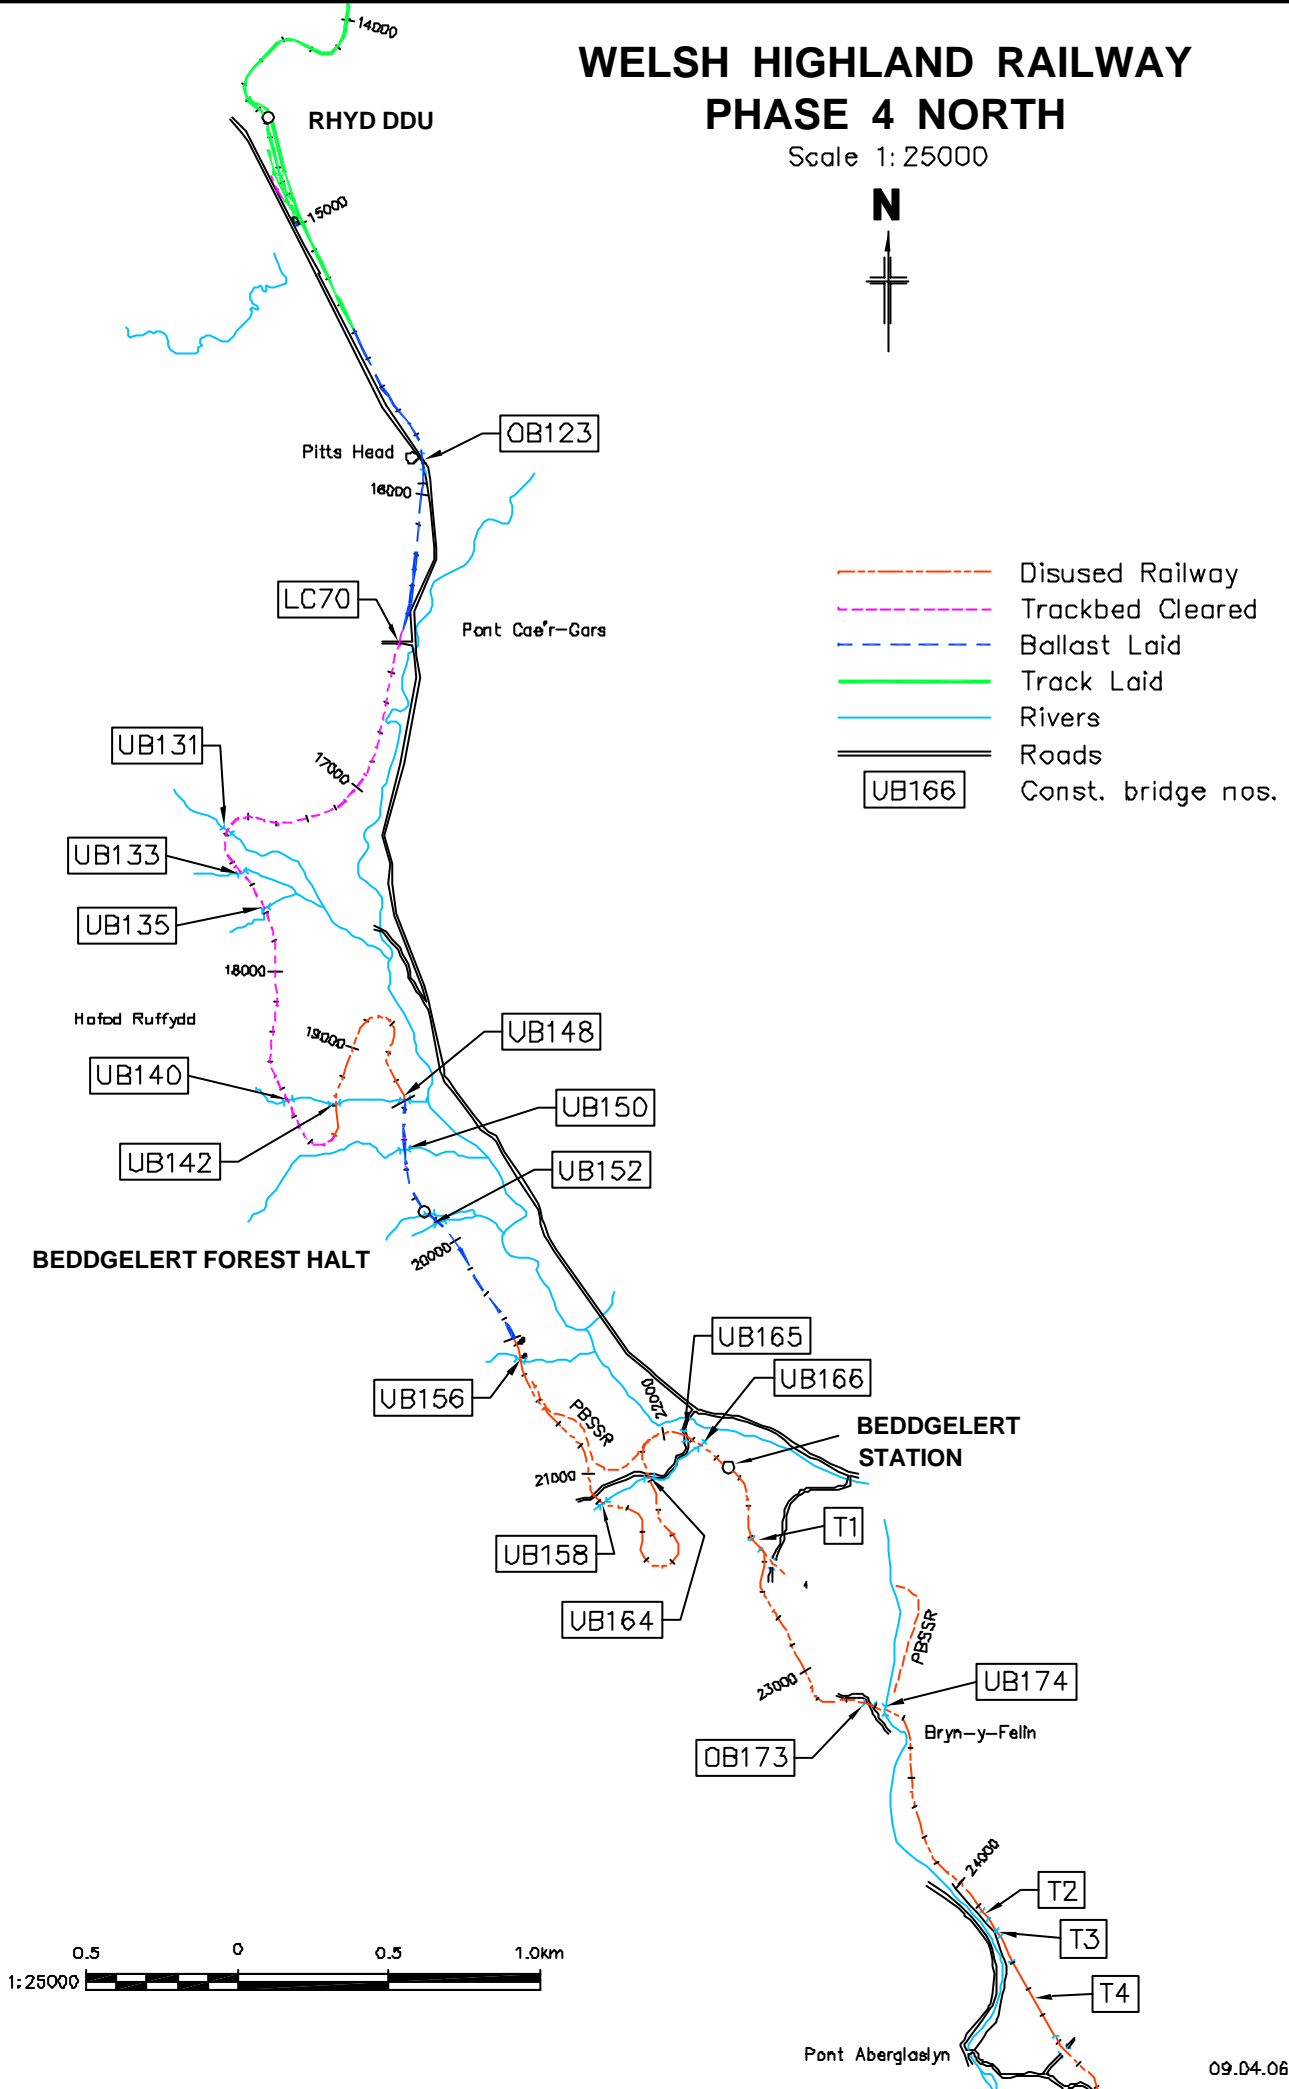 14000
WELSH HIGHLAND RAILWAY
PHASE 4 NORTH
Scale 1:25000
N
RHYD DDU
15000
OB123
Pitts Head
16000
LC70
Pont Cae'r-Gars
Disused Railway
Trackbed Cleared
Ballast Laid
Track Laid
Rivers
Roads
UB166 Const. bridge nos.
UB131
17000
UB133
UB135
18000
Hafod Ruffydd
19000
UB148
UB140
UB150
UB142
UB152
20000
BEDDGELERT FOREST HALT
UB165
UB166
UB156
22000
PBSSR
BEDDGELERT
STATION
21000
T1
UB158
UB164
PBSSR
23000
UB174
Bryn-y-Felin
OB173
24000
T2
T3
0.5 0 0.5 1.0km
1:25000
T4
Pont Aberglaslyn
09.04.06